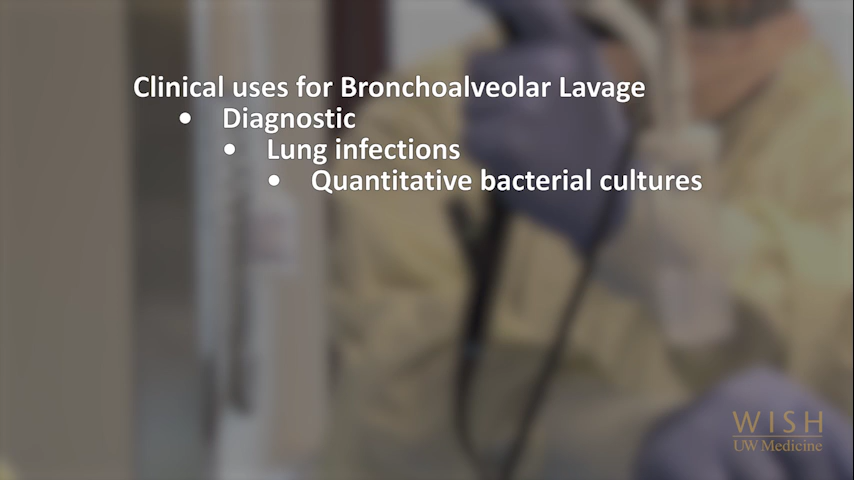 Clinical uses for Bronchoalveolar Lavage
• Diagnostic
• Lung infections
• Quantitative bacterial cultures
WISH
UW Medicine